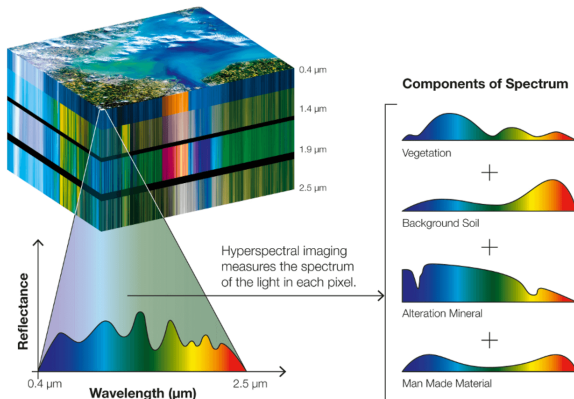 0.4 µm
1.4 µm
1.9 µm
2.5 µm
Components of Spectrum
Vegetation
+
Background Soil
+
Alteration Mineral
+
Man Made Material
Hyperspectral imaging
measures the spectrum
of the light in each pixel.
Reflectance
0.4 µm
2.5 µm
Wavelength (µm)